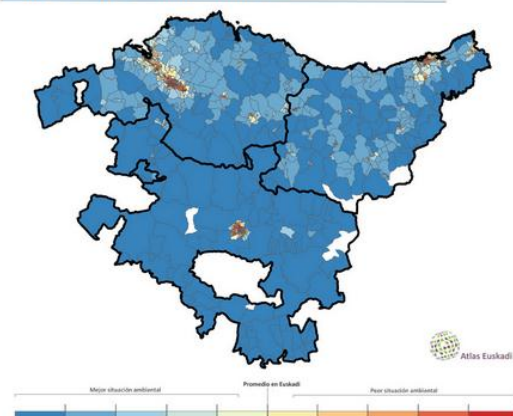 Atlas Euskadi
Mejor situación ambiental
Promedio en Euskadi
Peor situación ambiental